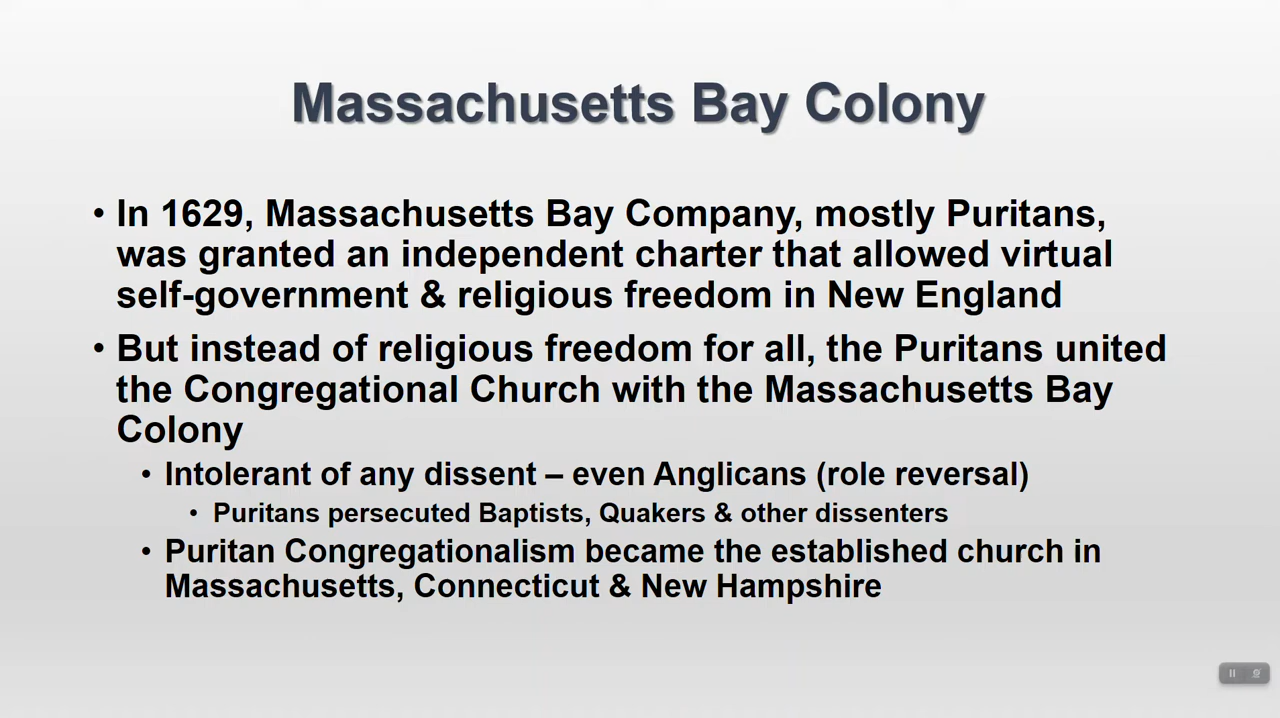 Massachusetts Bay Colony
• In 1629, Massachusetts Bay Company, mostly Puritans,
was granted an independent charter that allowed virtual
self-government & religious freedom in New England
• But instead of religious freedom for all, the Puritans united
the Congregational Church with the Massachusetts Bay
Colony
• Intolerant of any dissent – even Anglicans (role reversal)
• Puritans persecuted Baptists, Quakers & other dissenters
• Puritan Congregationalism became the established church in
Massachusetts, Connecticut & New Hampshire